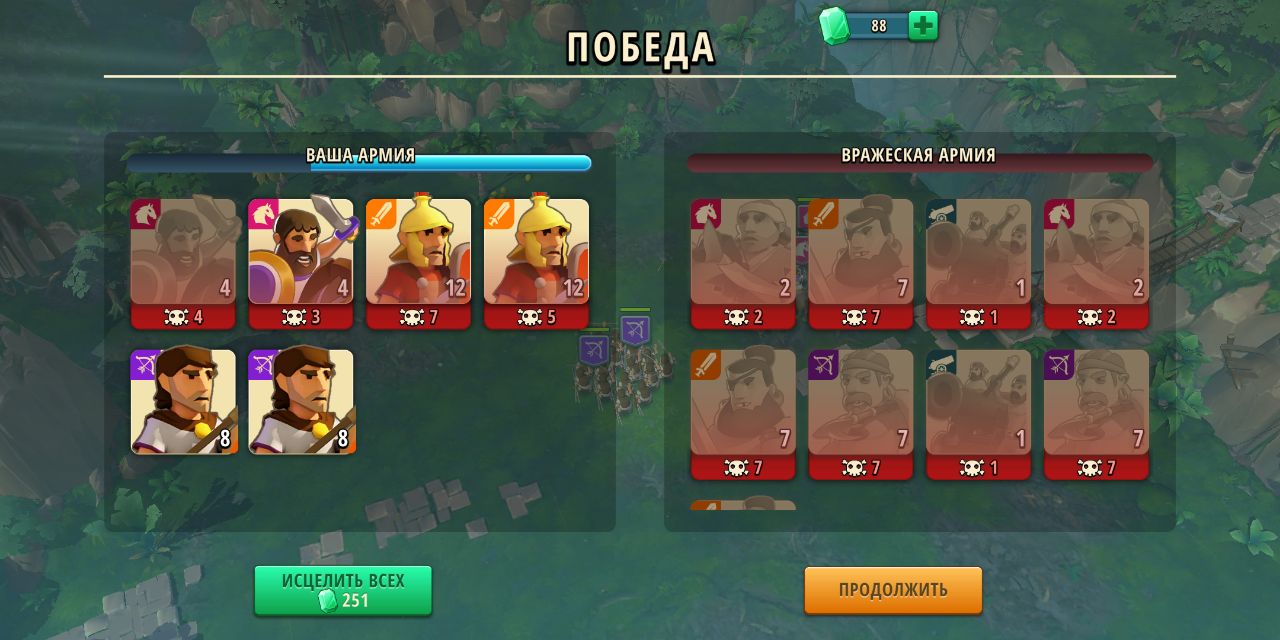 88
ПОБЕДА
ВАША АРМИЯ
ВРАЖЕСКАЯ АРМИЯ
4 4 12 12
4 3 7 5
8 8
2 7 1 2
2 7 1 2
7 7 1 7
7 7 1 7
ИСЦЕЛИТЬ ВСЕХ
251
ПРОДОЛЖИТЬ